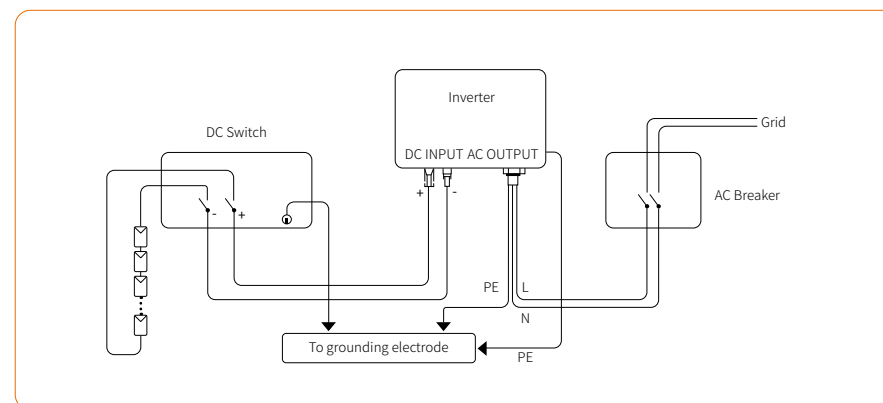 Inverter
Grid
DC Switch
DC INPUT AC OUTPUT
+ -
AC Breaker
- +
PE L
N
To grounding electrode
PE